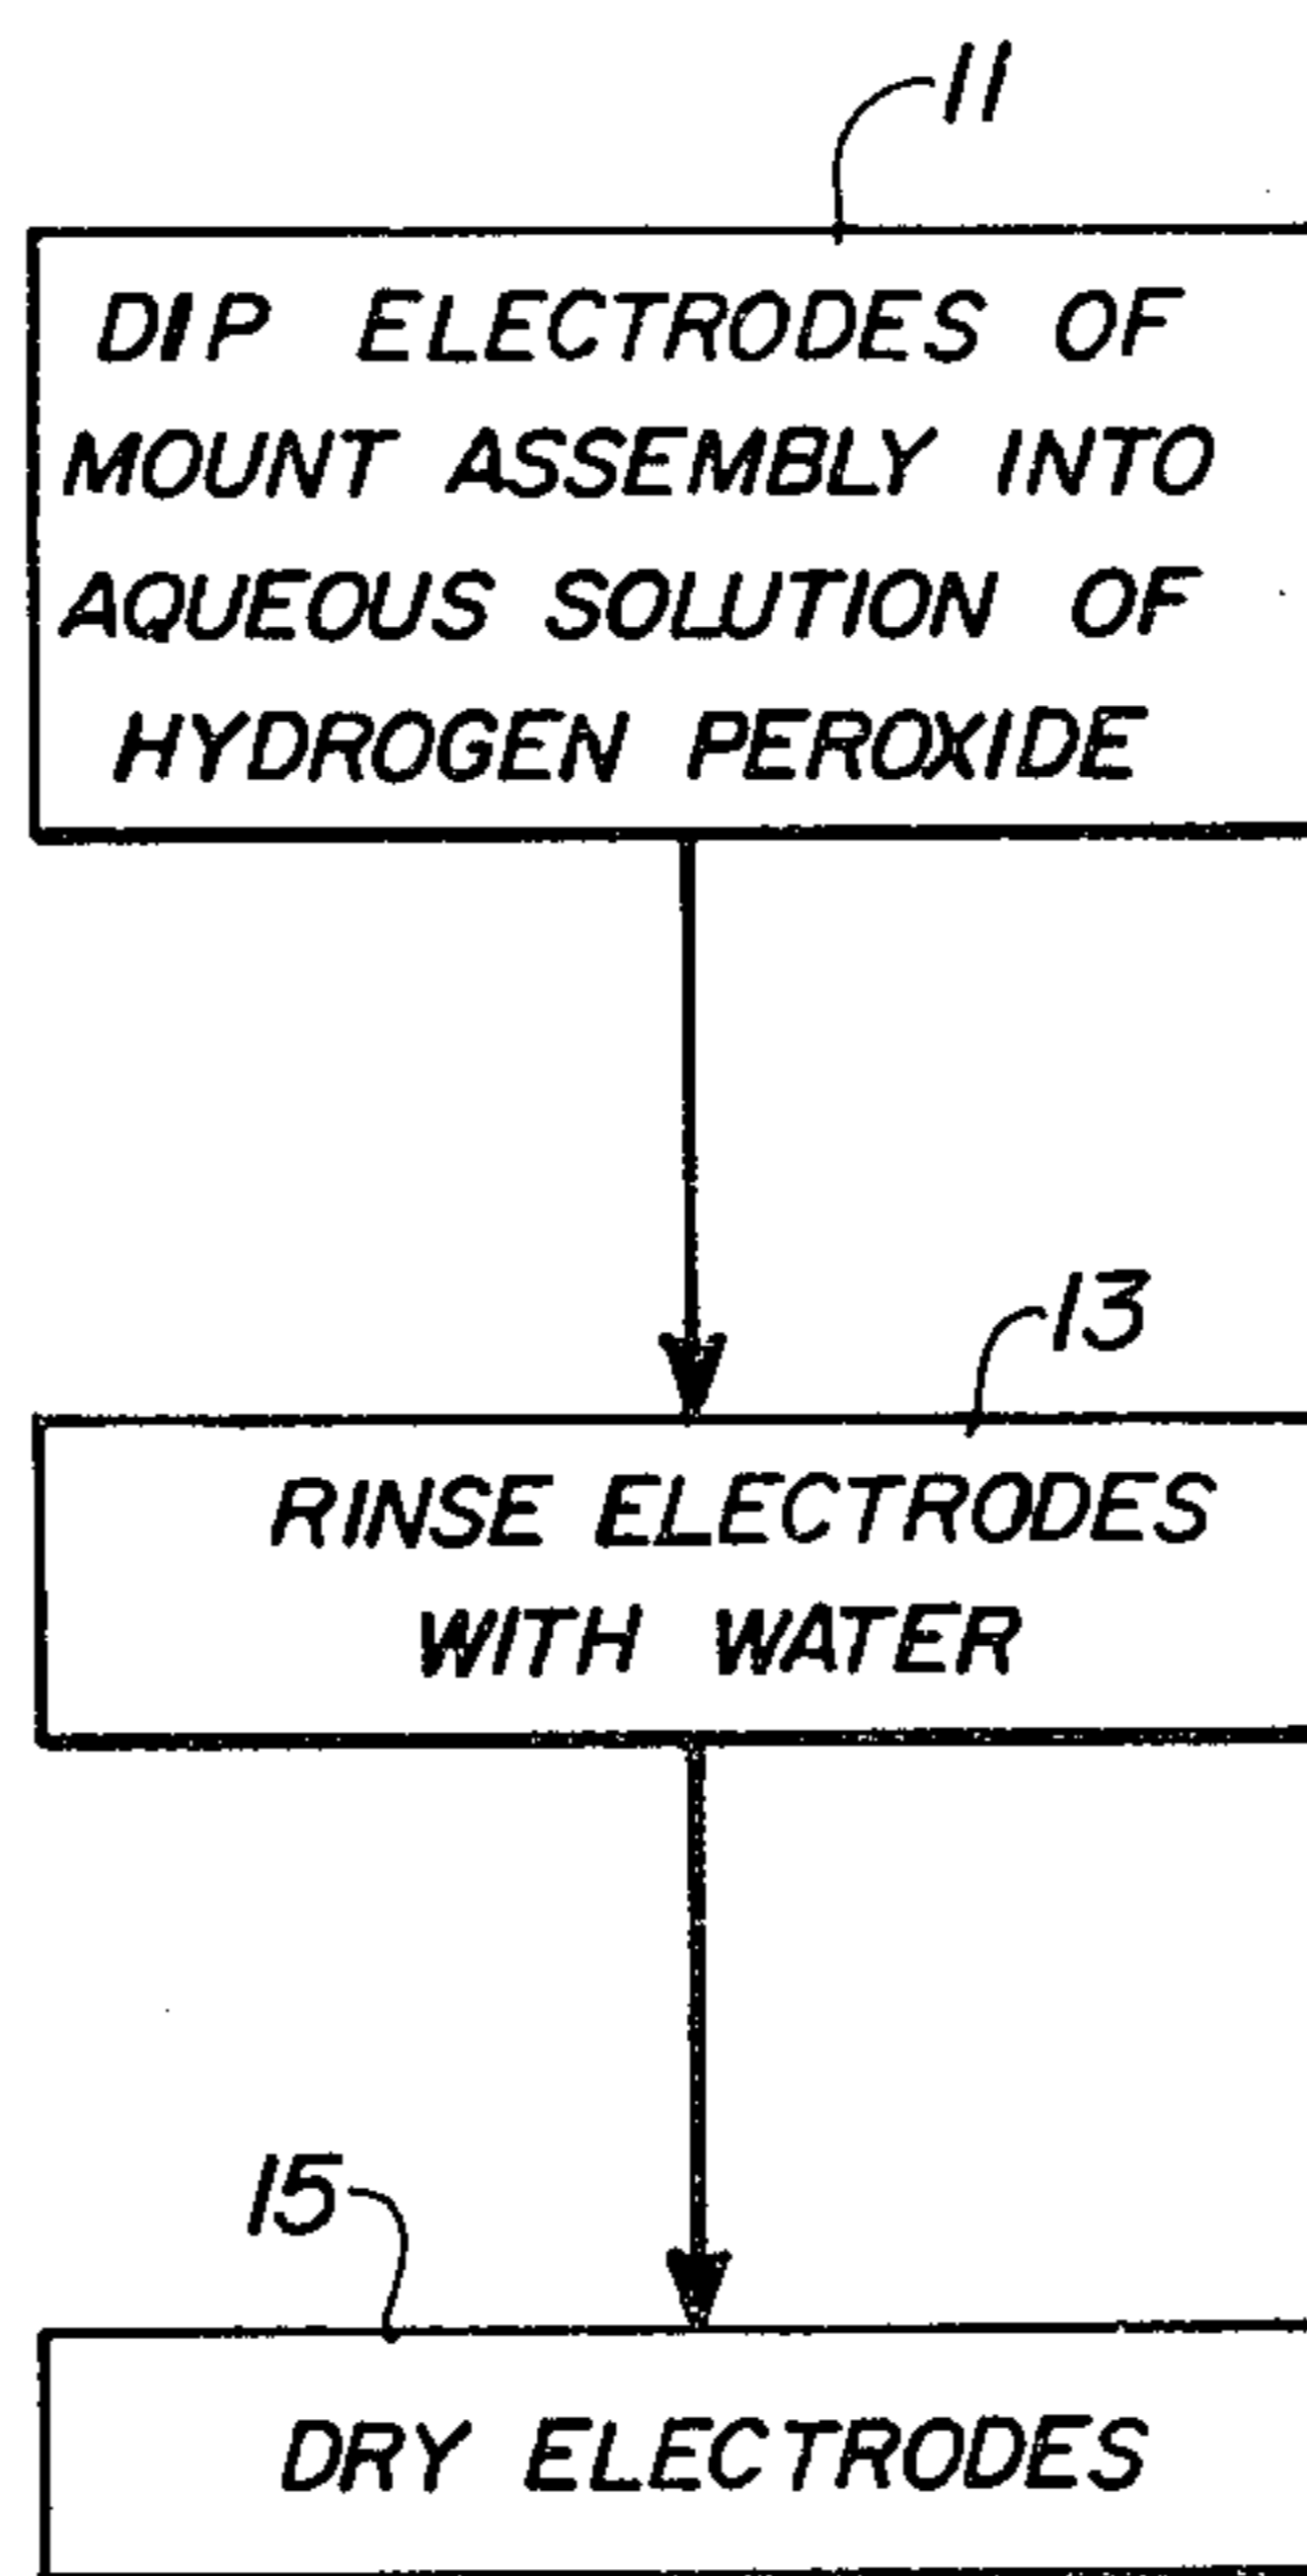 11
DIP ELECTRODES OF
MOUNT ASSEMBLY INTO
AQUEOUS SOLUTION OF
HYDROGEN PEROXIDE
13
RINSE ELECTRODES
WITH WATER
15
DRY ELECTRODES